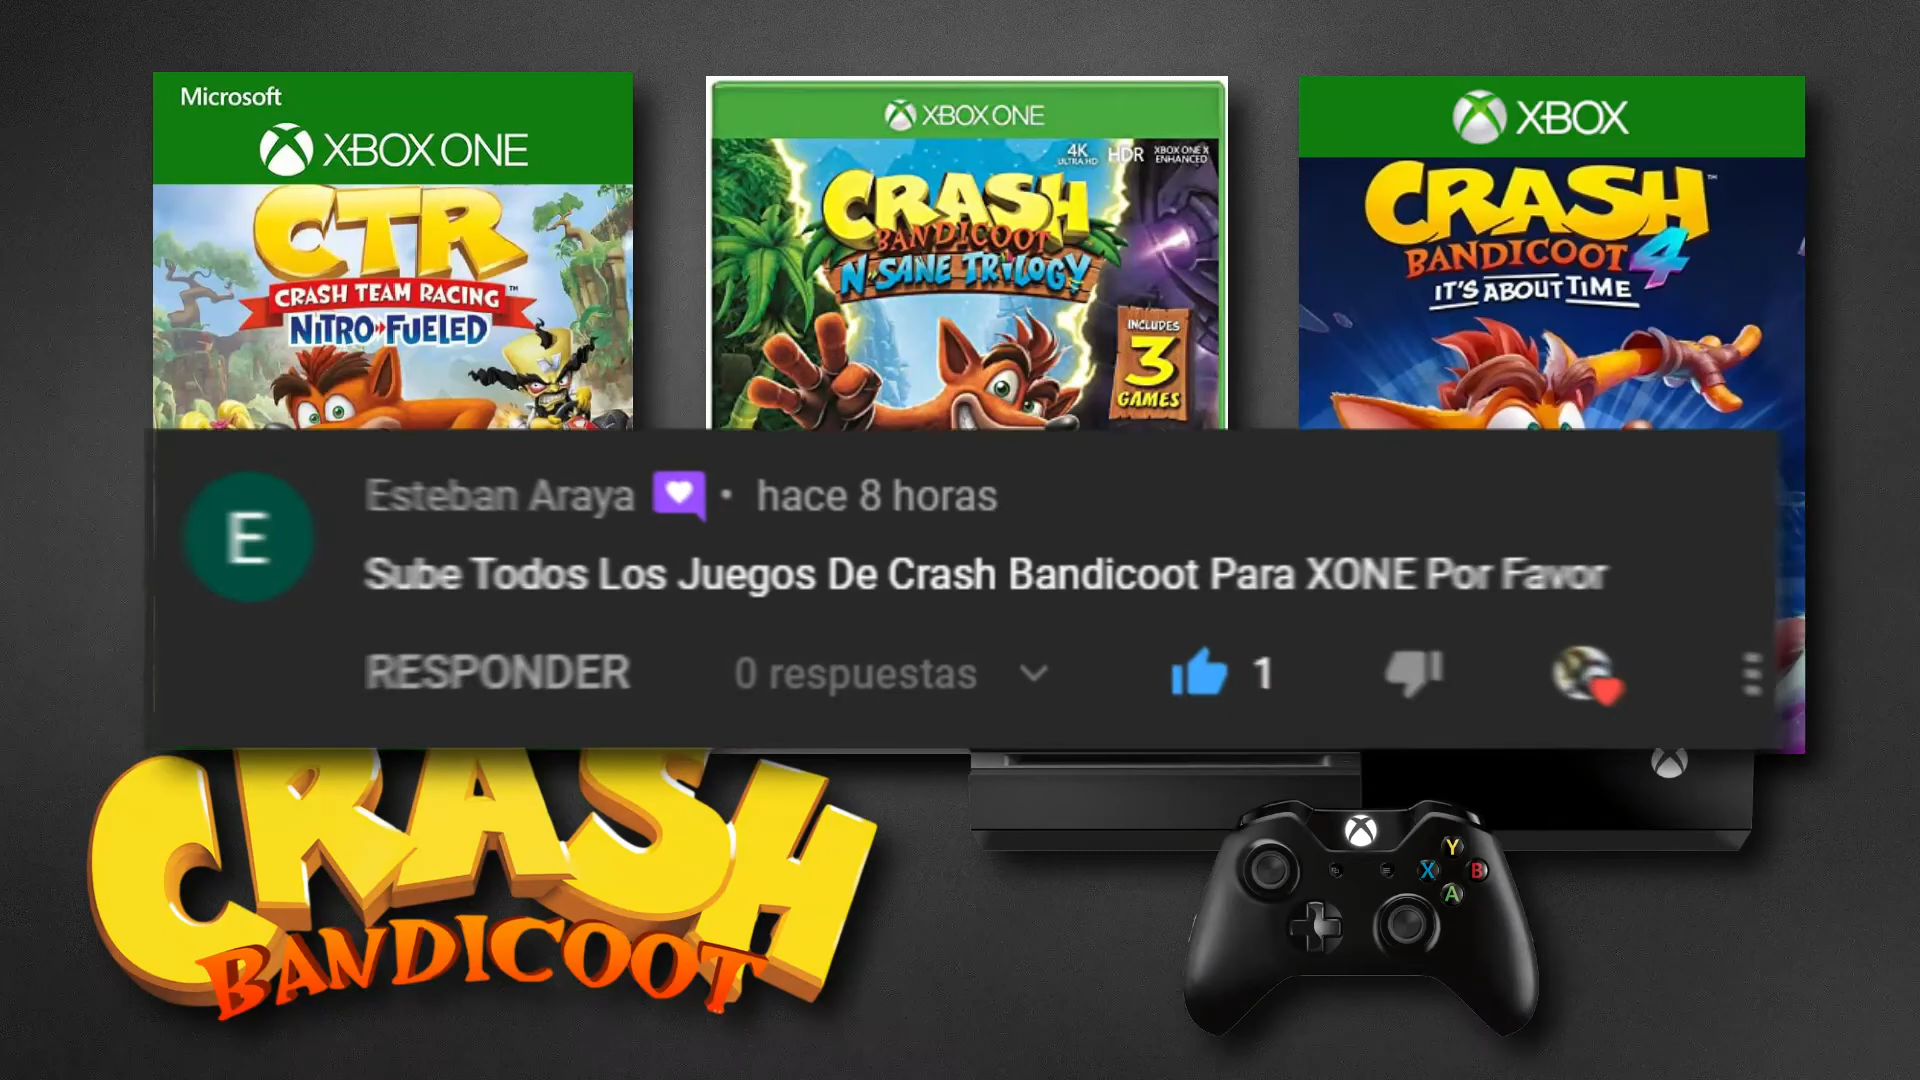 Microsoft
XBOX ONE
CTR
CRASH TEAM RACING™
NITRO FUELED
XBOX ONE
4K
ULTRA HD
HDR
XBOX ONE X
ENHANCED
CRASH
BANDICOOT
N. SANE TRILOGY
INCLUDES
3
GAMES
XBOX
CRASH™
BANDICOOT 4
IT'S ABOUT TIME
E
Esteban Araya • hace 8 horas
Sube Todos Los Juegos De Crash Bandicoot Para XONE Por Favor
RESPONDER 0 respuestas 1
CRASH
BANDICOOT
Y
X B
A